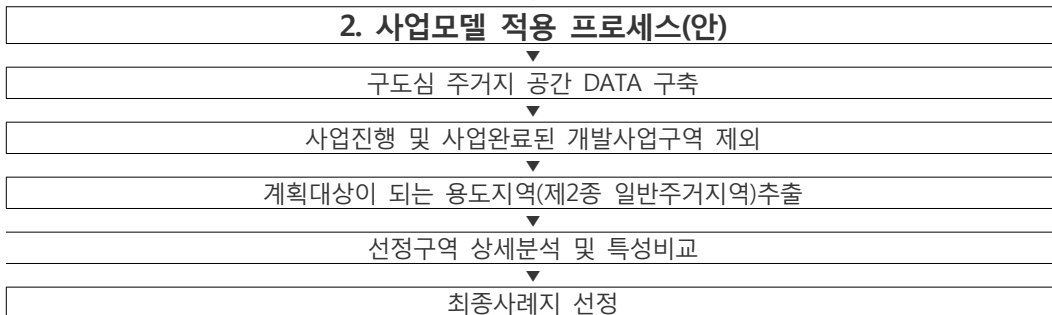 2. 사업모델 적용 프로세스(안)
▼
구도심 주거지 공간 DATA 구축
▼
사업진행 및 사업완료된 개발사업구역 제외
▼
계획대상이 되는 용도지역(제2종 일반주거지역)추출
▼
선정구역 상세분석 및 특성비교
▼
최종사례지 선정